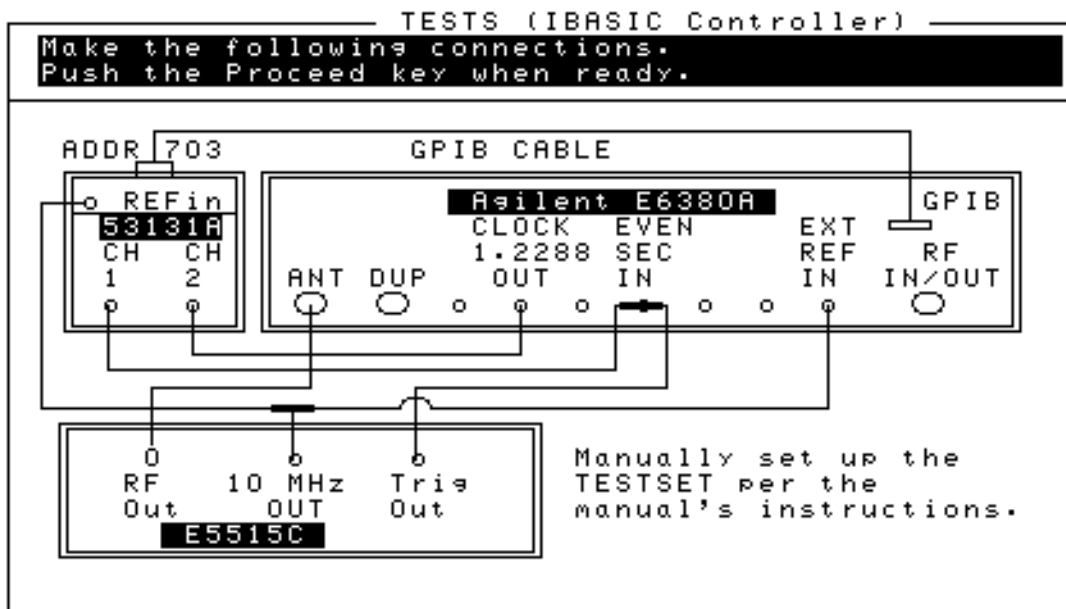 TESTS (IBASIC Controller)
Make the following connections.
Push the Proceed key when ready.
ADDR 703
GPIB CABLE
REFin
53131A
CH CH
1 2
Agilent E6380A
GPIB
CLOCK EVEN EXT
1.2288 SEC REF RF
ANT DUP OUT IN IN IN/OUT
RF 10 MHz Trig
Out OUT Out
E5515C
Manually set up the
TESTSET per the
manual's instructions.